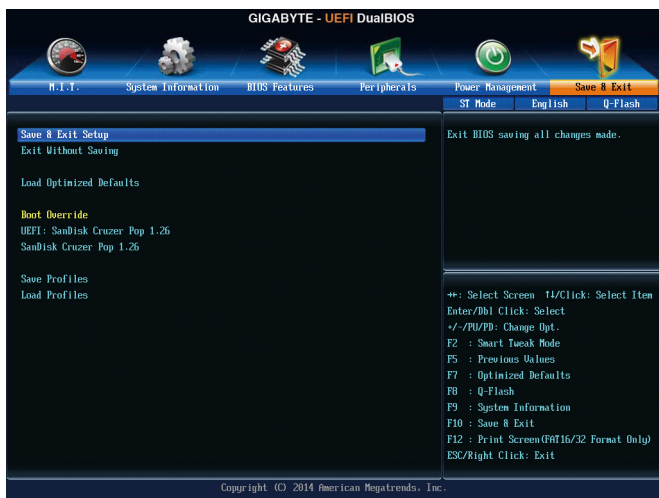 GIGABYTE - UEFI DualBIOS
M.I.T.
System Information
BIOS Features
Peripherals
Power Management
Save & Exit
ST Mode
English
Q-Flash
Save & Exit Setup
Exit Without Saving
Load Optimized Defaults
Boot Override
UEFI: SanDisk Cruzer Pop 1.26
SanDisk Cruzer Pop 1.26
Save Profiles
Load Profiles
Exit BIOS saving all changes made.
→←: Select Screen ↑↓/Click: Select Item
Enter/Dbl Click: Select
+/-/PU/PD: Change Opt.
F2 : Smart Tweak Mode
F5 : Previous Values
F7 : Optimized Defaults
F8 : Q-Flash
F9 : System Information
F10 : Save & Exit
F12 : Print Screen(FAT16/32 Format Only)
ESC/Right Click: Exit
Copyright (C) 2014 American Megatrends, Inc.